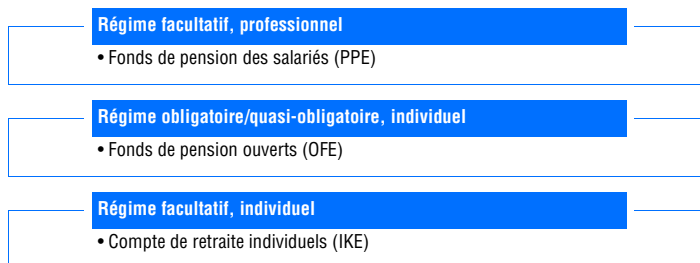 Régime facultatif, professionnel
• Fonds de pension des salariés (PPE)
Régime obligatoire/quasi-obligatoire, individuel
• Fonds de pension ouverts (OFE)
Régime facultatif, individuel
• Compte de retraite individuels (IKE)